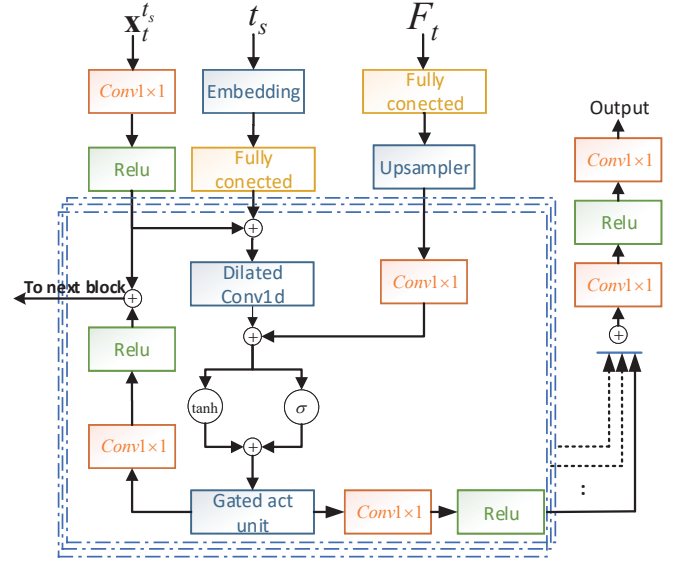 x_t^{t_s}
t_s
F_t
Conv1×1
Embedding
Fully
conected
Output
Relu
Fully
conected
Upsampler
Conv1×1
Relu
+
Dilated
Conv1d
Conv1×1
Conv1×1
To next block
+
Relu
+
+
tanh
σ
Conv1×1
+
Gated act
unit
Conv1×1
Relu
: